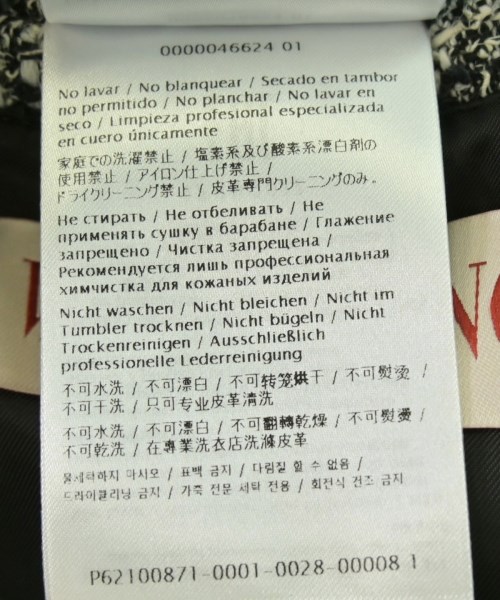 0000046624 01
No lavar / No blanquear / Secado en tambor
no permitido / No planchar / No lavar en
seco / Limpieza profesional especializada
en cuero únicamente
家庭での洗濯禁止 / 塩素系及び酸素系漂白剤の
使用禁止 / アイロン仕上げ禁止 /
ドライクリーニング禁止 / 皮革専門クリーニングのみ。
Не стирать / Не отбеливать / Не
применять сушку в барабане / Глажение
запрещено / Чистка запрещена /
Рекомендуется лишь профессиональная
химчистка для кожаных изделий
Nicht waschen / Nicht bleichen / Nicht im
Tumbler trocknen / Nicht bügeln / Nicht
Trockenreinigen / Ausschließlich
professionelle Lederreinigung
不可水洗 / 不可漂白 / 不可转笼烘干 / 不可熨烫 /
不可干洗 / 只可专业皮革清洗
不可水洗 / 不可漂白 / 不可翻轉乾燥 / 不可熨燙 /
不可乾洗 / 在專業洗衣店洗滌皮革
물세탁하지 마시오 / 표백 금지 / 다림질 할 수 없음 /
드라이클리닝 금지 / 가죽 전문 세탁 전용 / 회전식 건조 금지
P62100871-0001-0028-00008 1